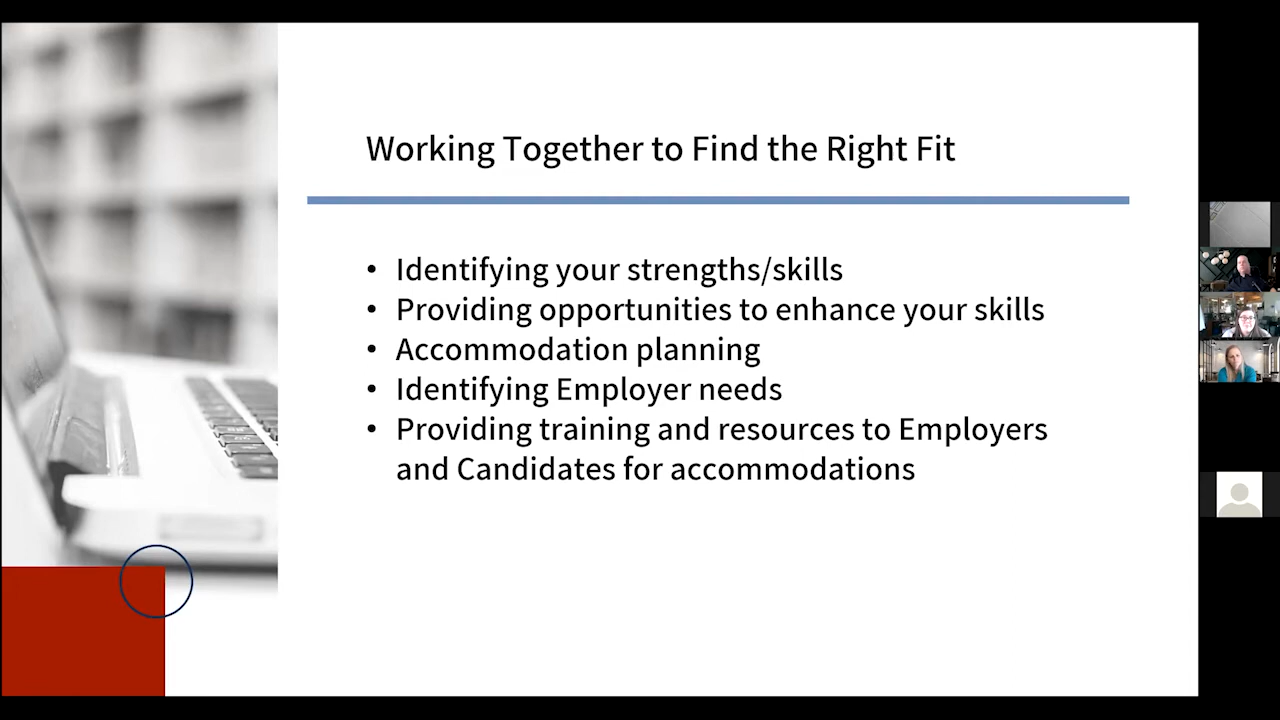 Working Together to Find the Right Fit
• Identifying your strengths/skills
• Providing opportunities to enhance your skills
• Accommodation planning
• Identifying Employer needs
• Providing training and resources to Employers
and Candidates for accommodations